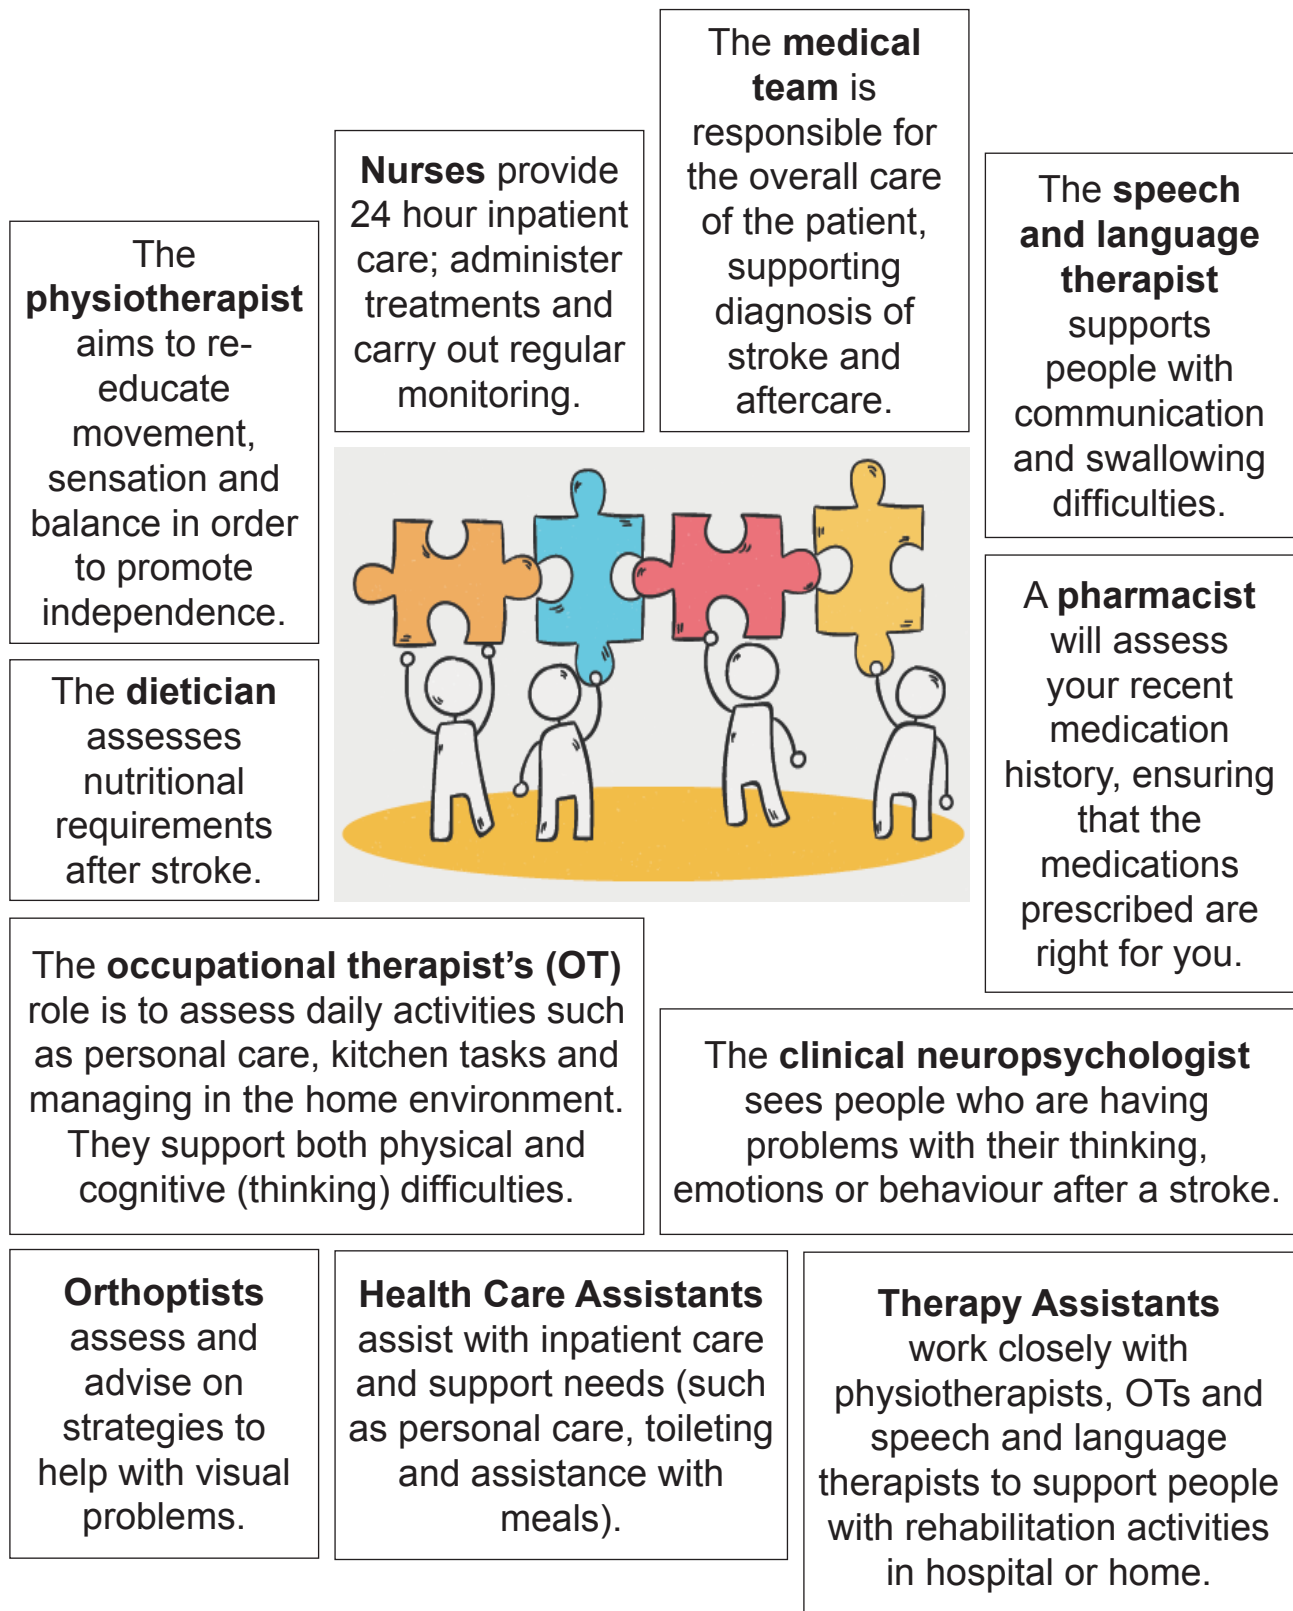 The medical
team is
responsible for
the overall care
of the patient,
supporting
diagnosis of
stroke and
aftercare.
Nurses provide
24 hour inpatient
care; administer
treatments and
carry out regular
monitoring.
The speech
and language
therapist
supports
people with
communication
and swallowing
difficulties.
The
physiotherapist
aims to re-
educate
movement,
sensation and
balance in order
to promote
independence.
A pharmacist
will assess
your recent
medication
history, ensuring
that the
medications
prescribed are
right for you.
The dietician
assesses
nutritional
requirements
after stroke.
The occupational therapist's (OT)
role is to assess daily activities such
as personal care, kitchen tasks and
managing in the home environment.
They support both physical and
cognitive (thinking) difficulties.
The clinical neuropsychologist
sees people who are having
problems with their thinking,
emotions or behaviour after a stroke.
Orthoptists
assess and
advise on
strategies to
help with visual
problems.
Health Care Assistants
assist with inpatient care
and support needs (such
as personal care, toileting
and assistance with
meals).
Therapy Assistants
work closely with
physiotherapists, OTs and
speech and language
therapists to support people
with rehabilitation activities
in hospital or home.